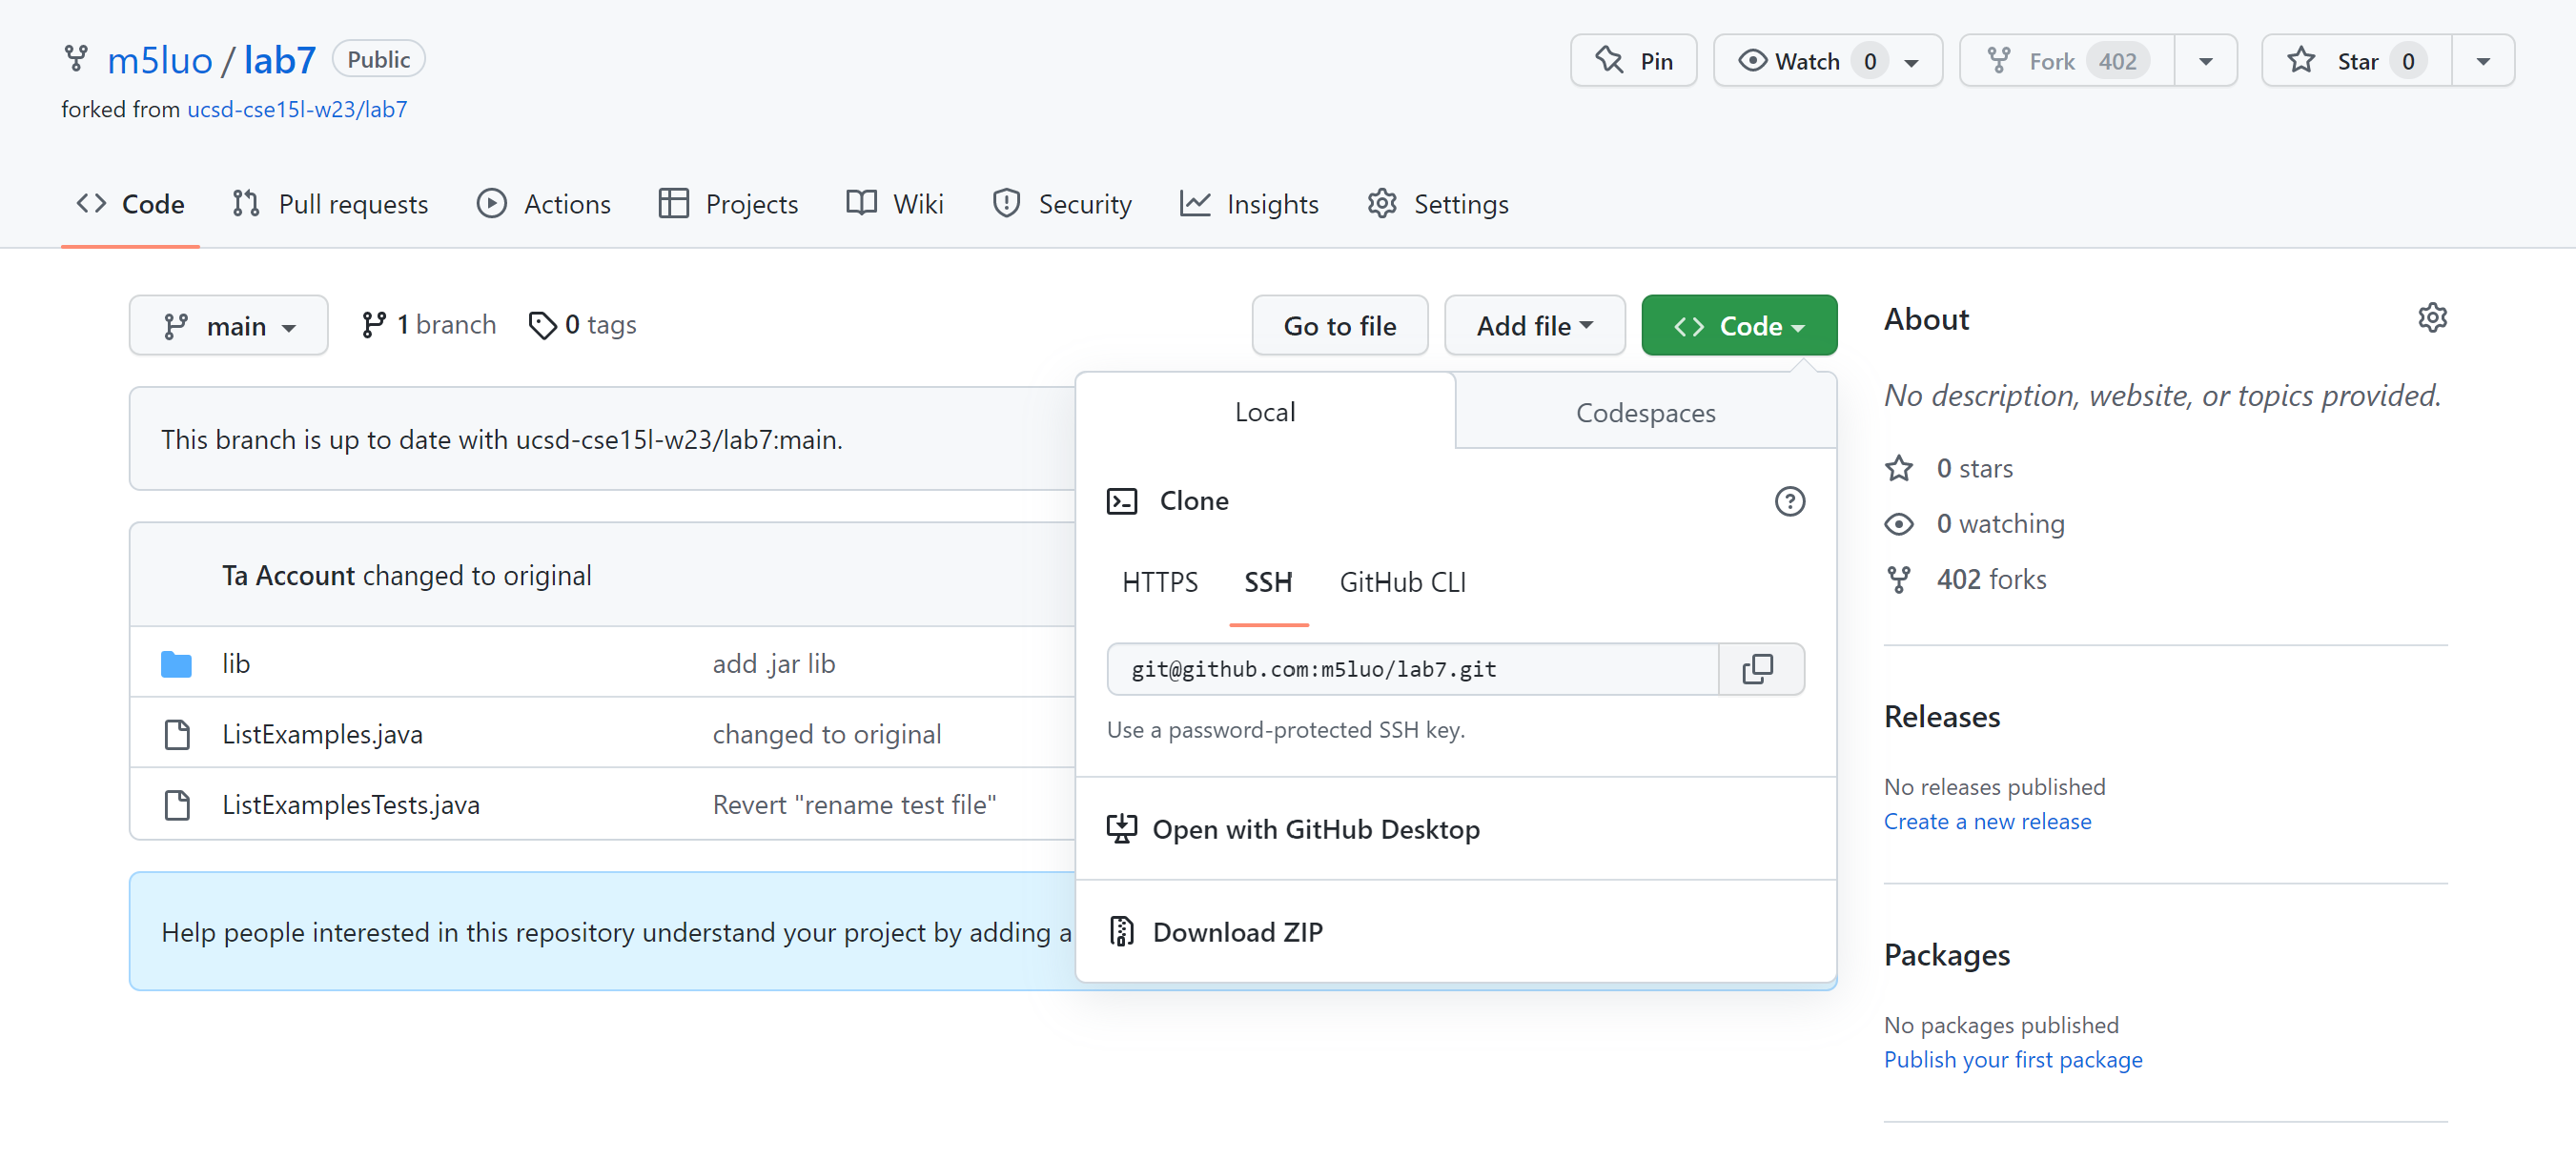 m5luo / lab7 Public
Pin Watch 0 Fork 402 Star 0
forked from ucsd-cse15l-w23/lab7
Code Pull requests Actions Projects Wiki Security Insights Settings
main 1 branch 0 tags Go to file Add file Code
This branch is up to date with ucsd-cse15l-w23/lab7:main.
Ta Account changed to original
lib add .jar lib
ListExamples.java changed to original
ListExamplesTests.java Revert "rename test file"
Help people interested in this repository understand your project by adding a
Local Codespaces
Clone
HTTPS SSH GitHub CLI
git@github.com:m5luo/lab7.git
Use a password-protected SSH key.
Open with GitHub Desktop
Download ZIP
About
No description, website, or topics provided.
0 stars
0 watching
402 forks
Releases
No releases published
Create a new release
Packages
No packages published
Publish your first package